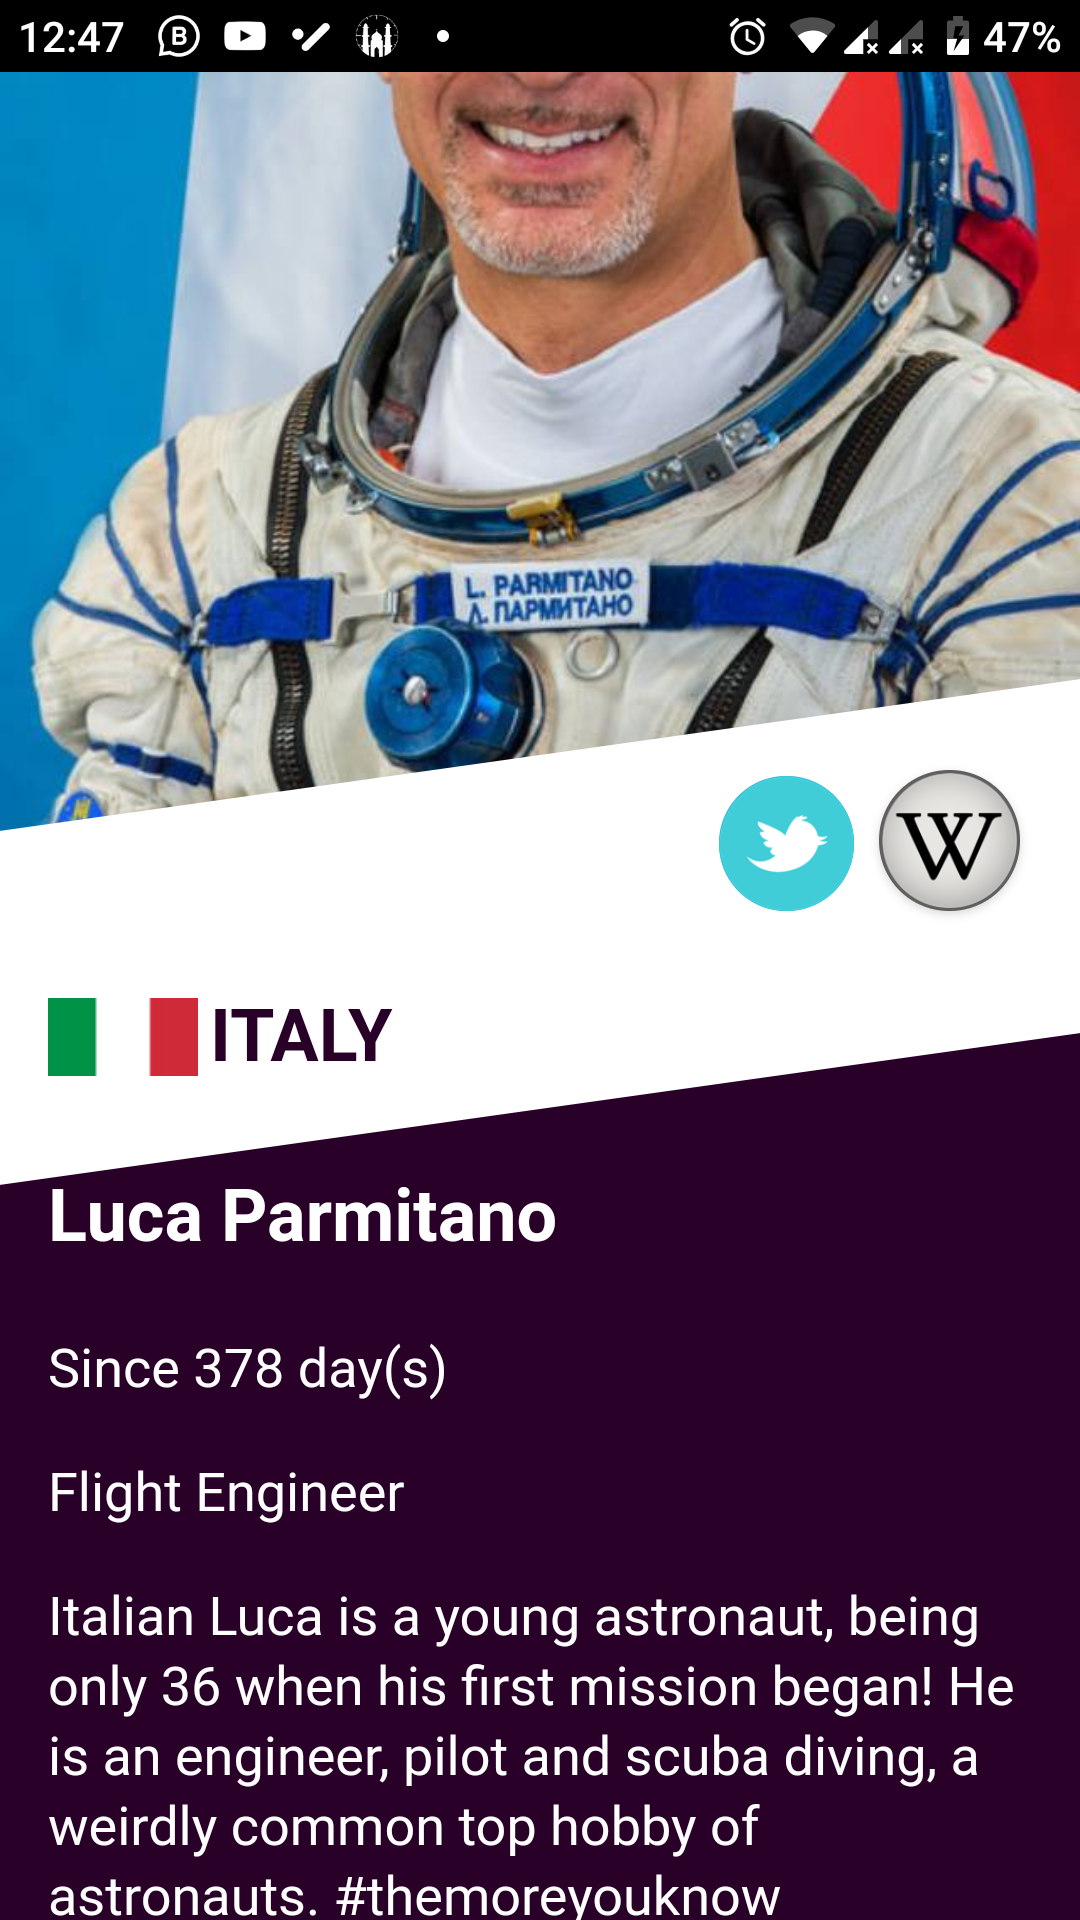 12:47
47%
L. PARMITANO
Л. ПАРМИТАНО
W
ITALY
Luca Parmitano
Since 378 day(s)
Flight Engineer
Italian Luca is a young astronaut, being
only 36 when his first mission began! He
is an engineer, pilot and scuba diving, a
weirdly common top hobby of
astronauts. #themoreyouknow